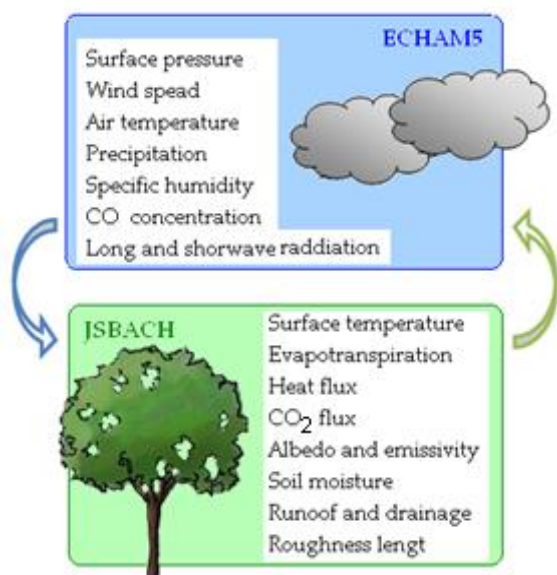 ECHAM5
Surface pressure
Wind spead
Air temperature
Precipitation
Specific humidity
CO concentration
Long and shorwave raddiation
JSBACH
Surface temperature
Evapotranspiration
Heat flux
CO2 flux
Albedo and emissivity
Soil moisture
Runoof and drainage
Roughness lengt